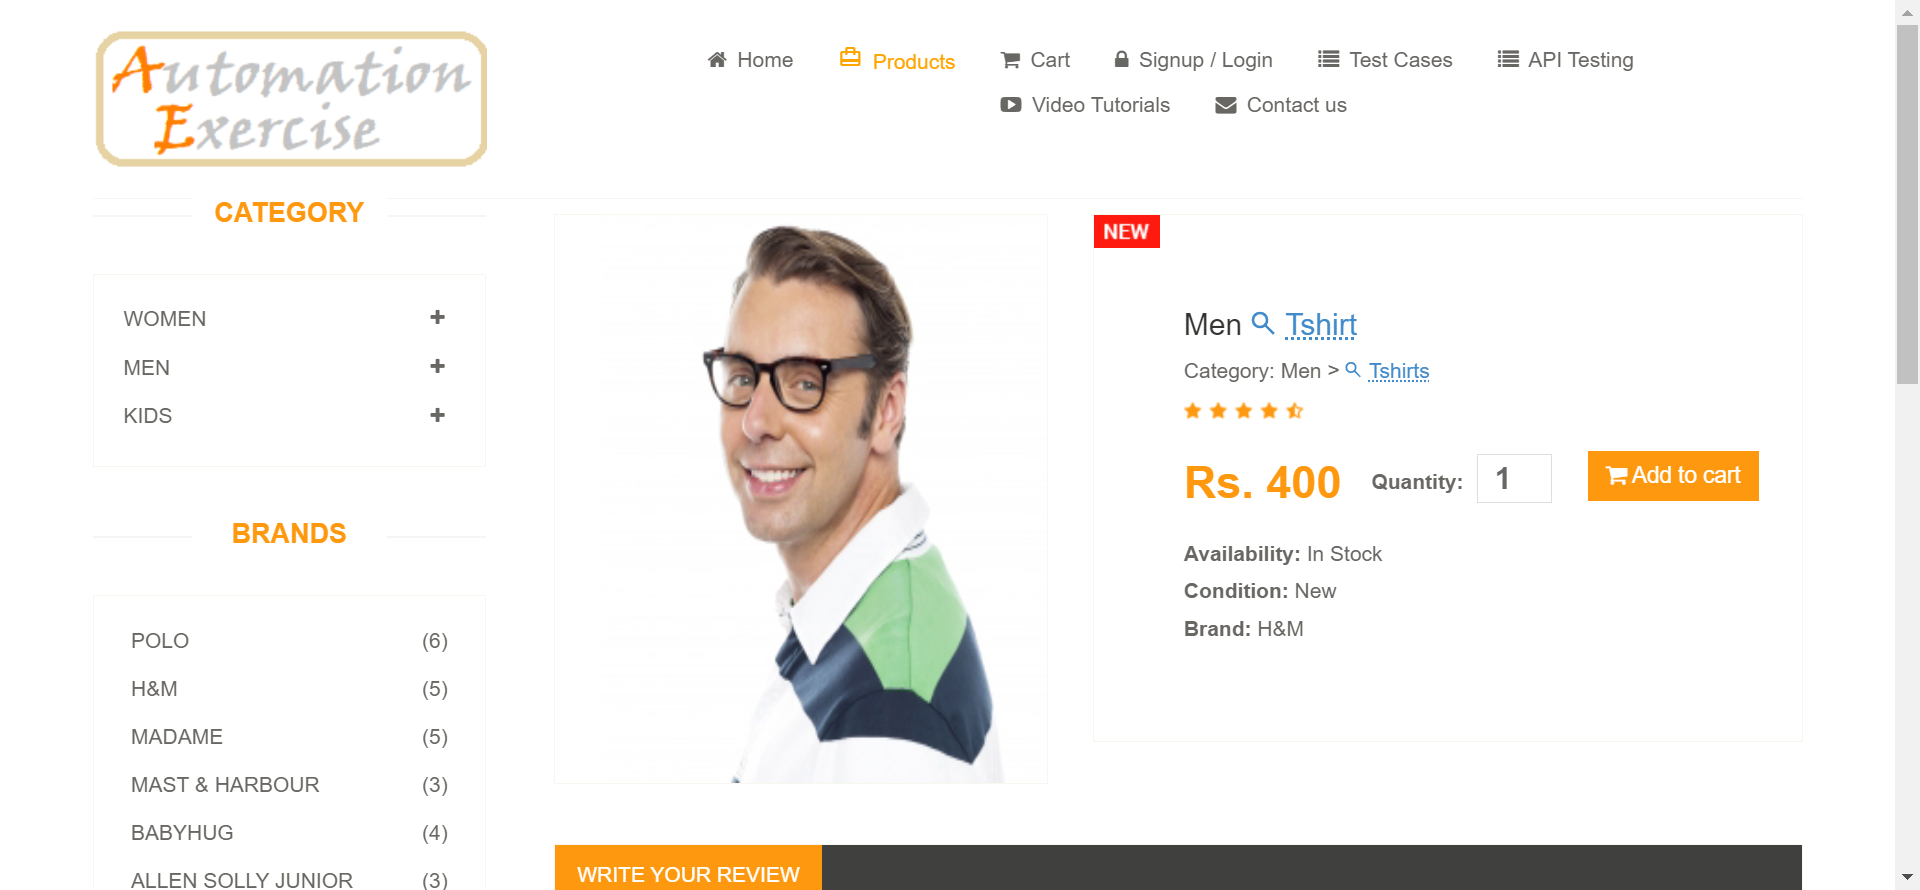 Automation
Exercise
Home
Products
Cart
Signup / Login
Test Cases
API Testing
Video Tutorials
Contact us
CATEGORY
WOMEN
MEN
KIDS
BRANDS
POLO (6)
H&M (5)
MADAME (5)
MAST & HARBOUR (3)
BABYHUG (4)
ALLEN SOLLY JUNIOR (3)
NEW
Men Tshirt
Category: Men > Tshirts
Rs. 400 Quantity: 1 Add to cart
Availability: In Stock
Condition: New
Brand: H&M
WRITE YOUR REVIEW